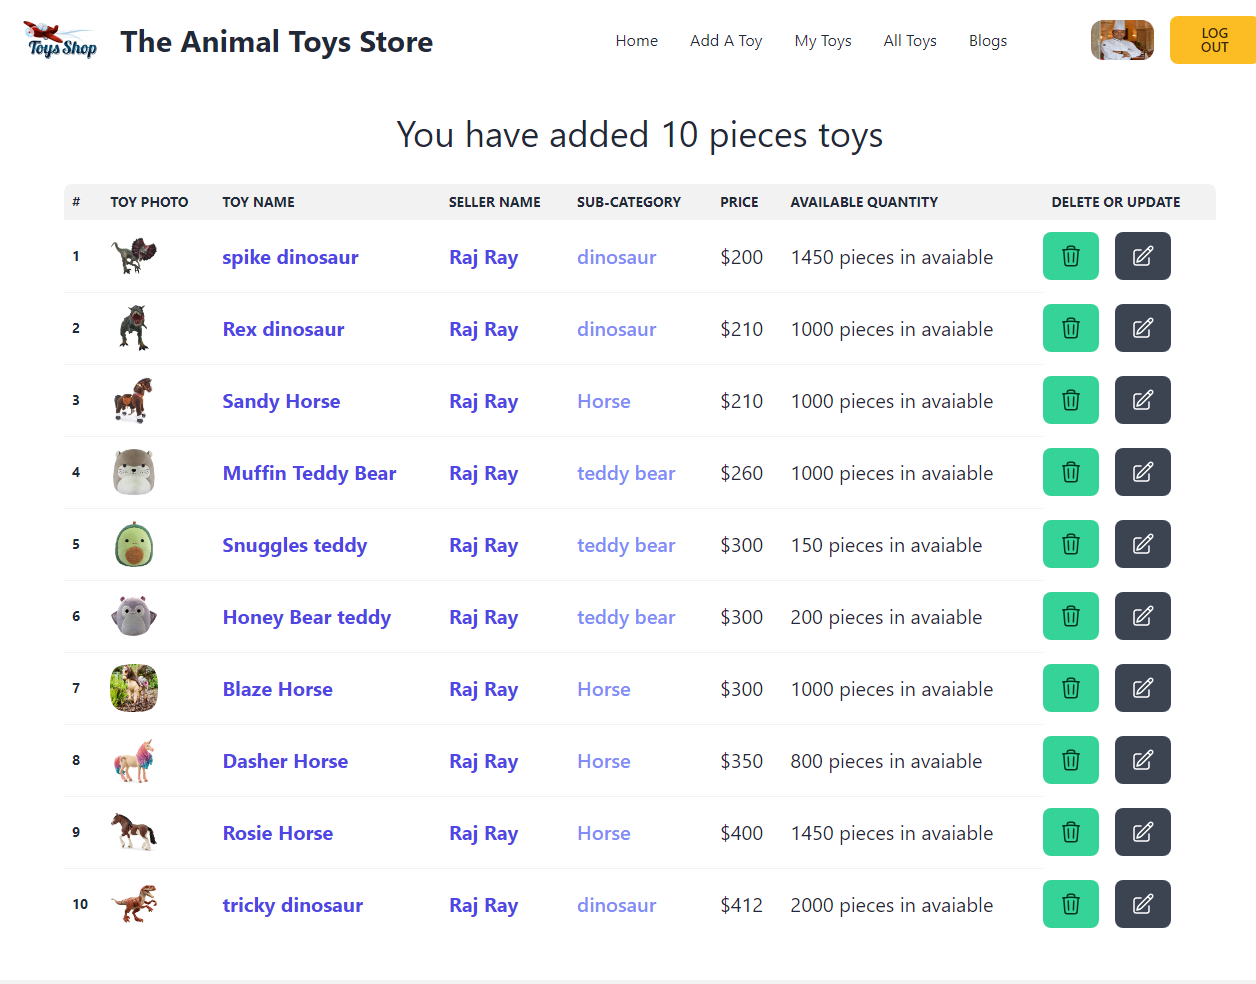 Toys Shop The Animal Toys Store Home Add A Toy My Toys All Toys Blogs LOG OUT
You have added 10 pieces toys
# TOY PHOTO TOY NAME SELLER NAME SUB-CATEGORY PRICE AVAILABLE QUANTITY DELETE OR UPDATE
1 spike dinosaur Raj Ray dinosaur $200 1450 pieces in avaiable
2 Rex dinosaur Raj Ray dinosaur $210 1000 pieces in avaiable
3 Sandy Horse Raj Ray Horse $210 1000 pieces in avaiable
4 Muffin Teddy Bear Raj Ray teddy bear $260 1000 pieces in avaiable
5 Snuggles teddy Raj Ray teddy bear $300 150 pieces in avaiable
6 Honey Bear teddy Raj Ray teddy bear $300 200 pieces in avaiable
7 Blaze Horse Raj Ray Horse $300 1000 pieces in avaiable
8 Dasher Horse Raj Ray Horse $350 800 pieces in avaiable
9 Rosie Horse Raj Ray Horse $400 1450 pieces in avaiable
10 tricky dinosaur Raj Ray dinosaur $412 2000 pieces in avaiable